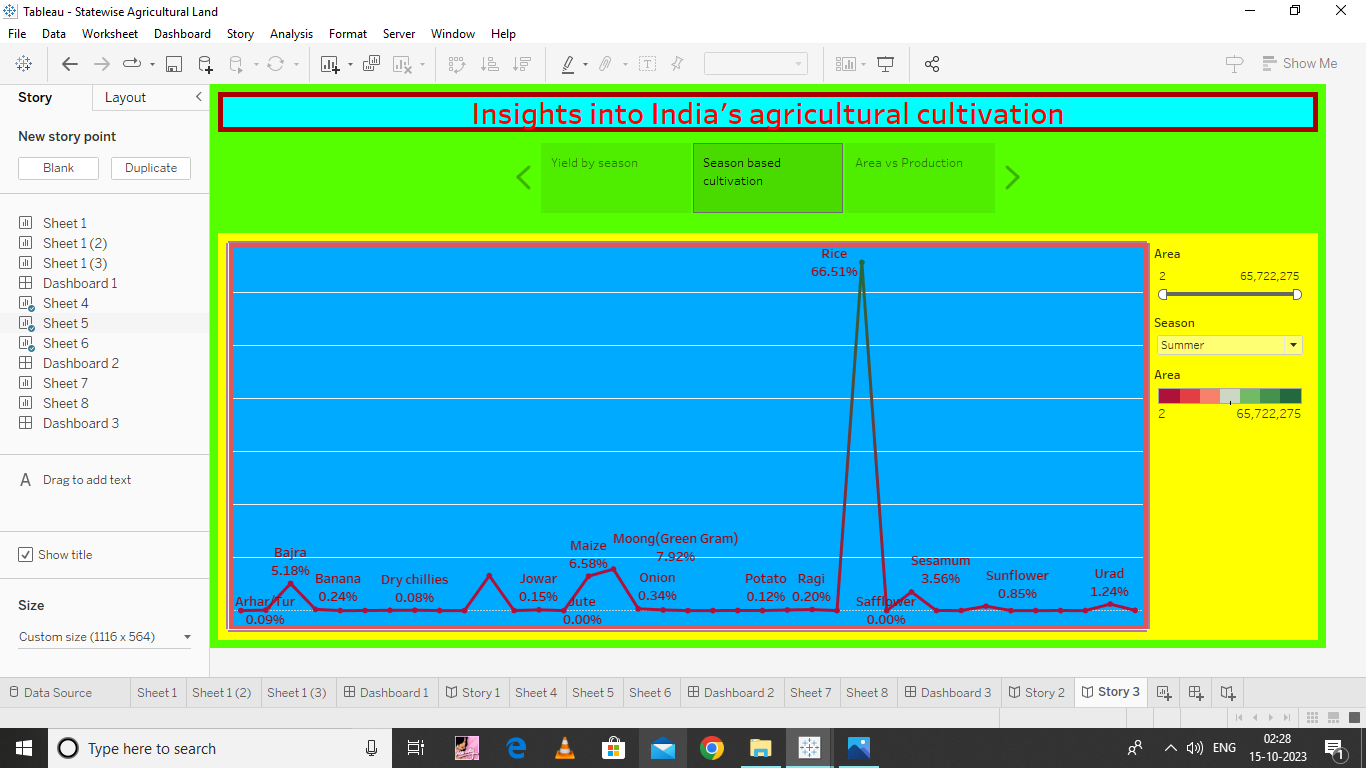 Tableau - Statewise Agricultural Land
File Data Worksheet Dashboard Story Analysis Format Server Window Help
Show Me
Story Layout
New story point
Blank Duplicate
Sheet 1
Sheet 1 (2)
Sheet 1 (3)
Dashboard 1
Sheet 4
Sheet 5
Sheet 6
Dashboard 2
Sheet 7
Sheet 8
Dashboard 3
A Drag to add text
Show title
Size
Custom size (1116 x 564)
Insights into India's agricultural cultivation
Yield by season
Season based
cultivation
Area vs Production
Rice
66.51%
Bajra
5.18%
Banana
0.24%
Dry chillies
0.08%
Jowar
0.15%
Maize
6.58%
Moong(Green Gram)
7.92%
Onion
0.34%
Potato
0.12%
Ragi
0.20%
Sesamum
3.56%
Sunflower
0.85%
Urad
1.24%
Arhar/Tur
0.09%
Jute
0.00%
Safflower
0.00%
Area
2 65,722,275
Season
Summer
Area
2 65,722,275
Data Source Sheet 1 Sheet 1 (2) Sheet 1 (3) Dashboard 1 Story 1 Sheet 4 Sheet 5 Sheet 6 Dashboard 2 Sheet 7 Sheet 8 Dashboard 3 Story 2 Story 3
Type here to search
ENG
02:28
15-10-2023
1